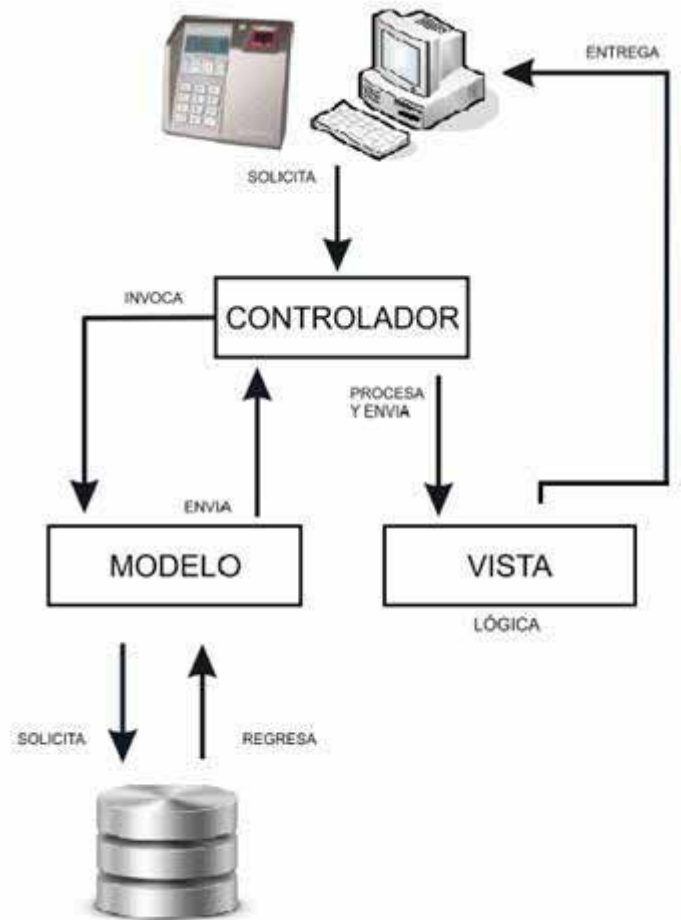 ENTREGA
SOLICITA
INVOCA
CONTROLADOR
PROCESA
Y ENVIA
ENVIA
MODELO
VISTA
LÓGICA
SOLICITA
REGRESA